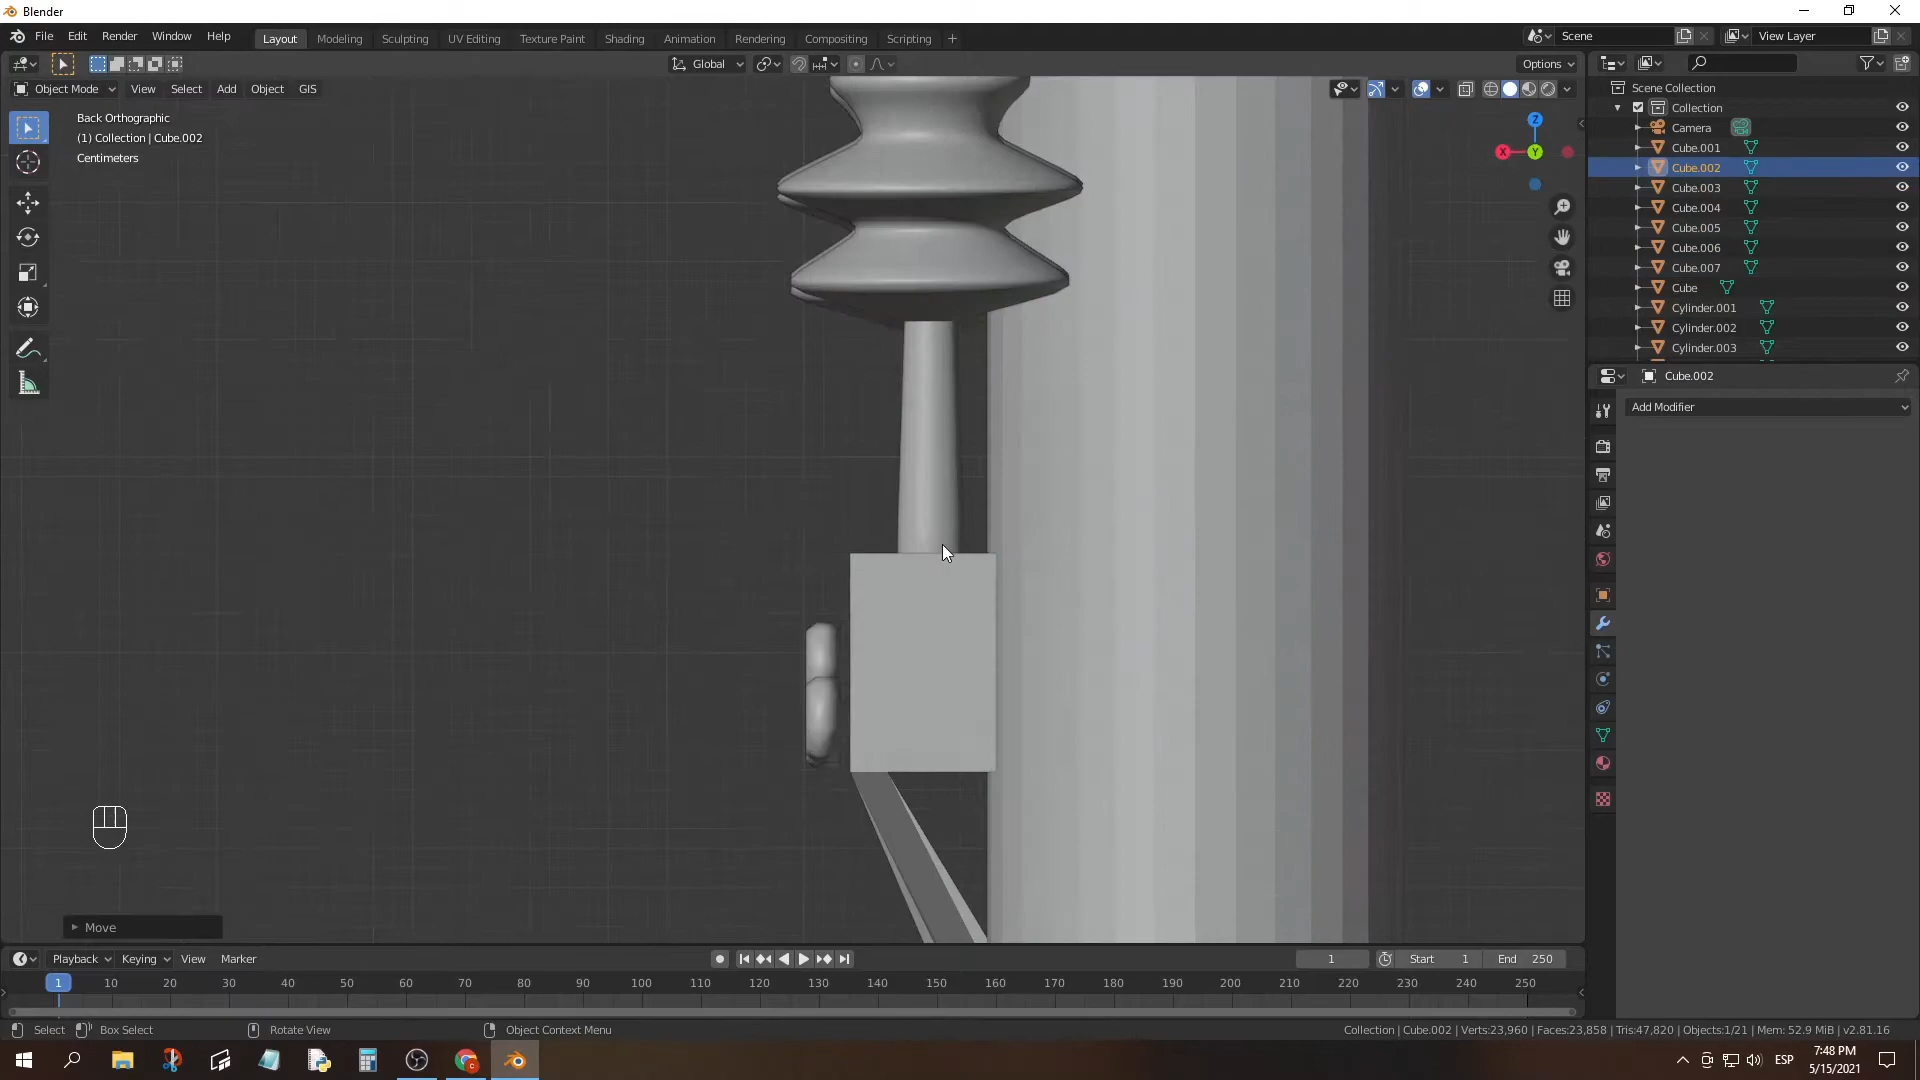 Blender
File Edit Render Window Help
Layout Modeling Sculpting UV Editing Texture Paint Shading Animation Rendering Compositing Scripting
Scene
View Layer
Global
Options
Object Mode View Select Add Object GIS
Back Orthographic
(1) Collection | Cube.002
Centimeters
Z
X
Y
Scene Collection
Collection
Camera
Cube.001
Cube.002
Cube.003
Cube.004
Cube.005
Cube.006
Cube.007
Cube
Cylinder.001
Cylinder.002
Cylinder.003
Cube.002
Add Modifier
Move
Playback Keying View Marker
1
Start 1
End 250
1 10 20 30 40 50 60 70 80 90 100 110 120 130 140 150 160 170 180 190 200 210 220 230 240 250
Select Box Select Rotate View Object Context Menu
Collection | Cube.002 | Verts:23,960 | Faces:23,858 | Tris:47,820 | Objects:1/21 | Mem: 52.9 MiB | v2.81.16
ESP
7:48 PM
5/15/2021